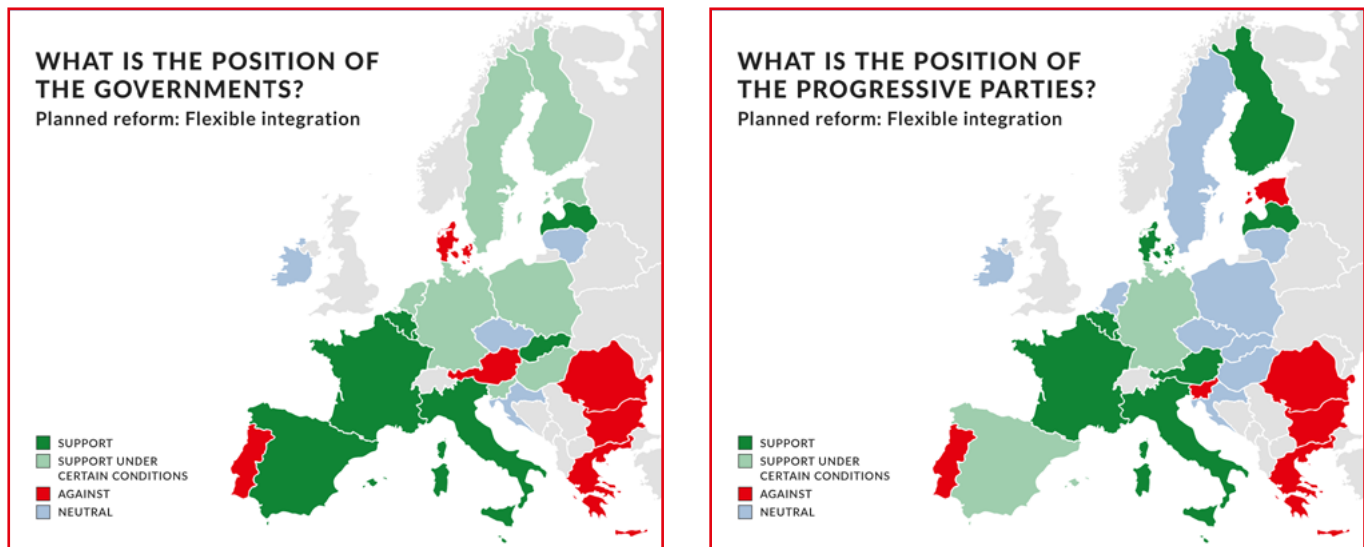 WHAT IS THE POSITION OF
THE GOVERNMENTS?
Planned reform: Flexible integration
SUPPORT
SUPPORT UNDER
CERTAIN CONDITIONS
AGAINST
NEUTRAL
WHAT IS THE POSITION OF
THE PROGRESSIVE PARTIES?
Planned reform: Flexible integration
SUPPORT
SUPPORT UNDER
CERTAIN CONDITIONS
AGAINST
NEUTRAL